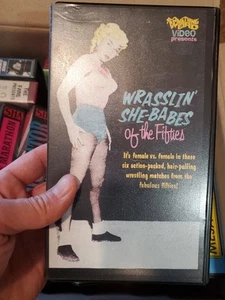 VIDEO
presents
WRASSLIN'
SHE-BABES
of the Fifties
It's female vs. female in these
six action-packed, hair-pulling
wrestling matches from the
fabulous fifties!
MARATHON